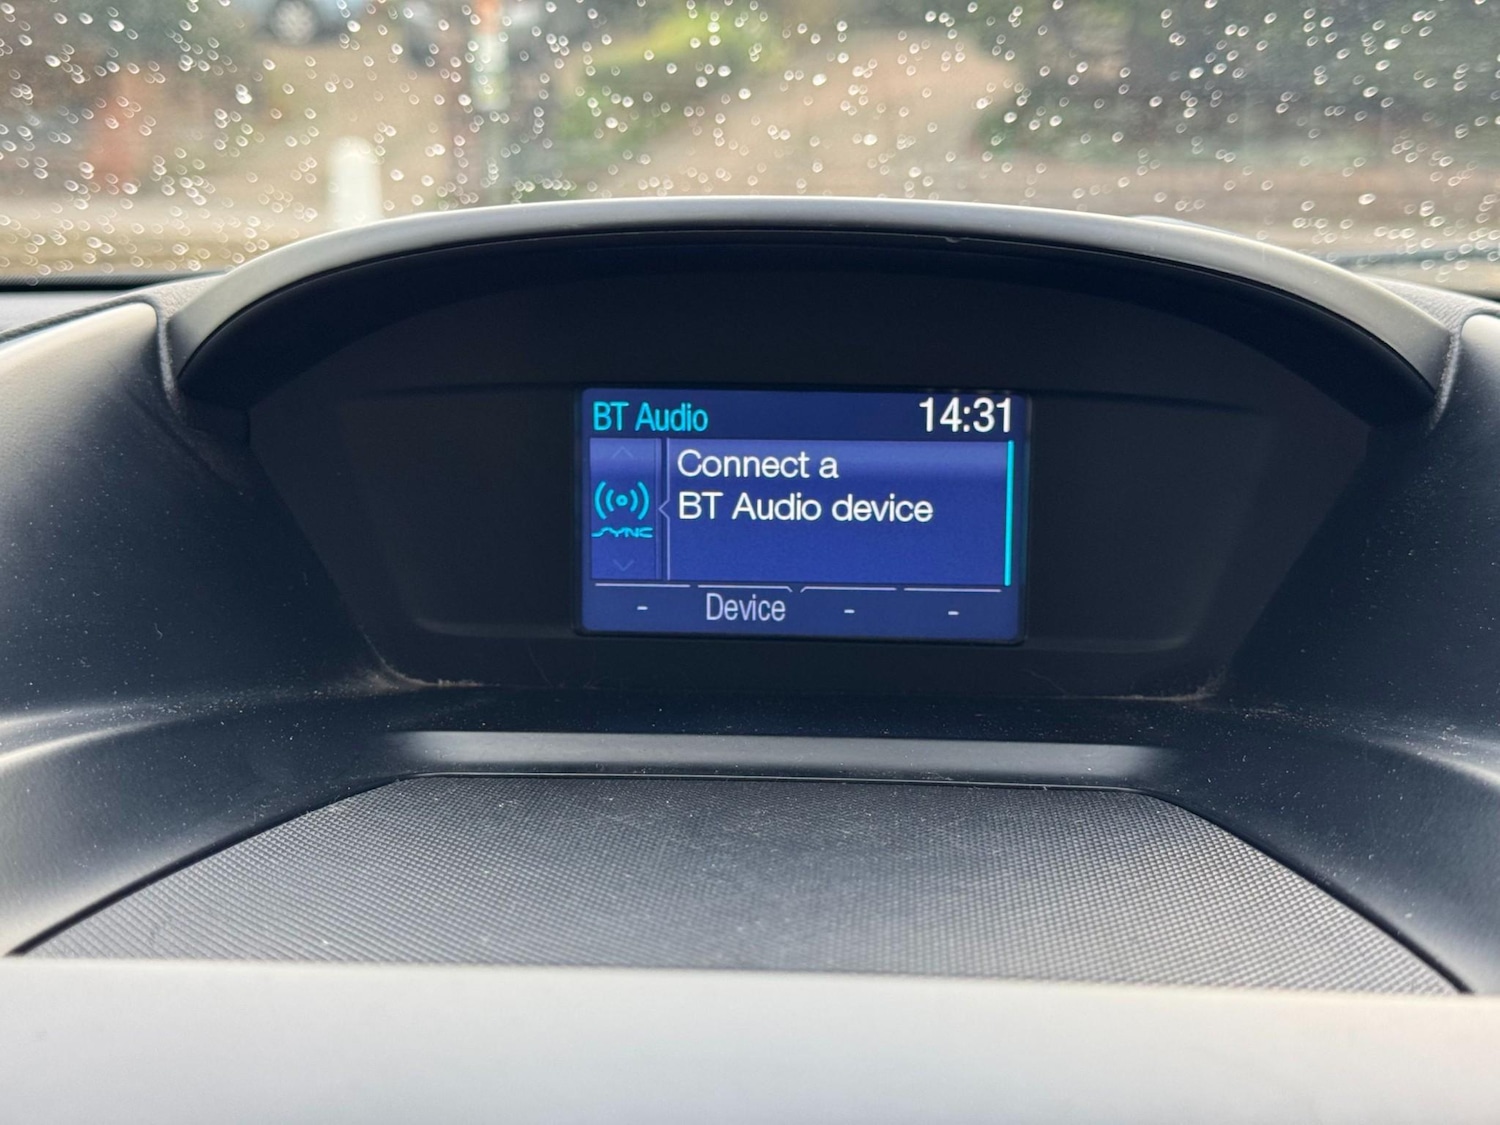 BT Audio 14:31
Connect a
BT Audio device
SYNC
- Device - -